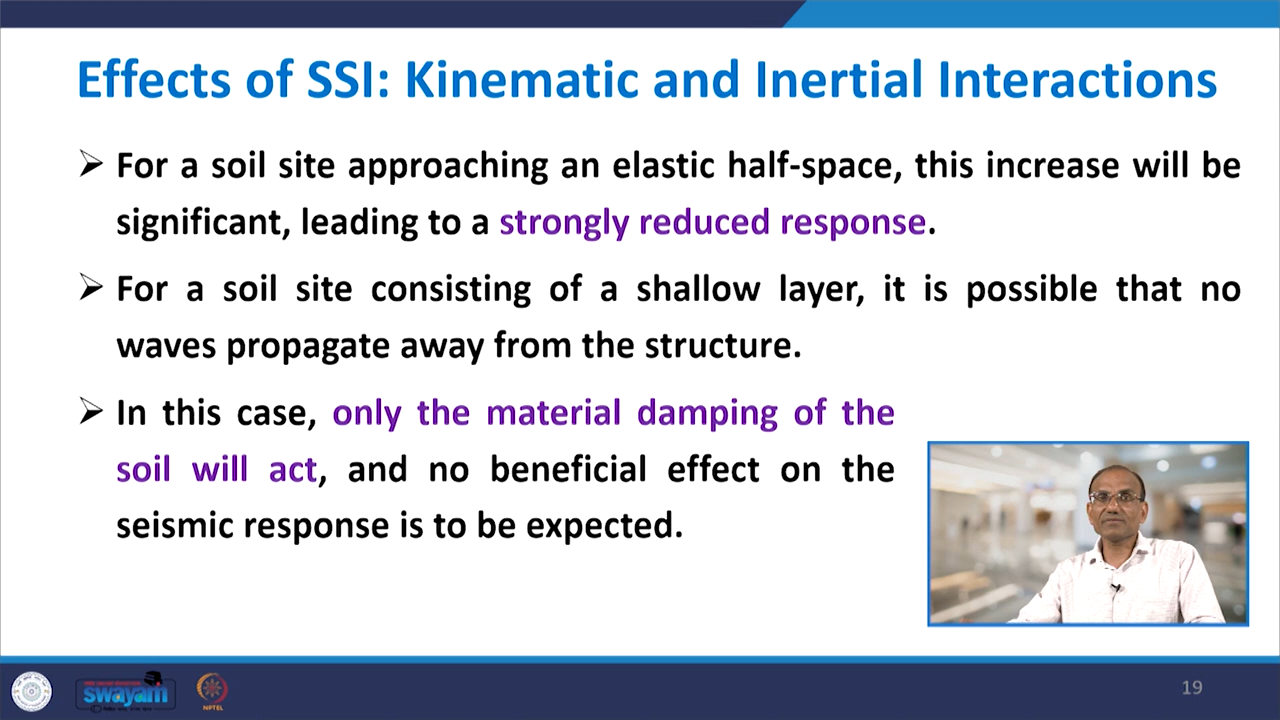 Effects of SSI: Kinematic and Inertial Interactions
➢ For a soil site approaching an elastic half-space, this increase will be
significant, leading to a strongly reduced response.
➢ For a soil site consisting of a shallow layer, it is possible that no
waves propagate away from the structure.
➢ In this case, only the material damping of the
soil will act, and no beneficial effect on the
seismic response is to be expected.
swayam
NPTEL
19